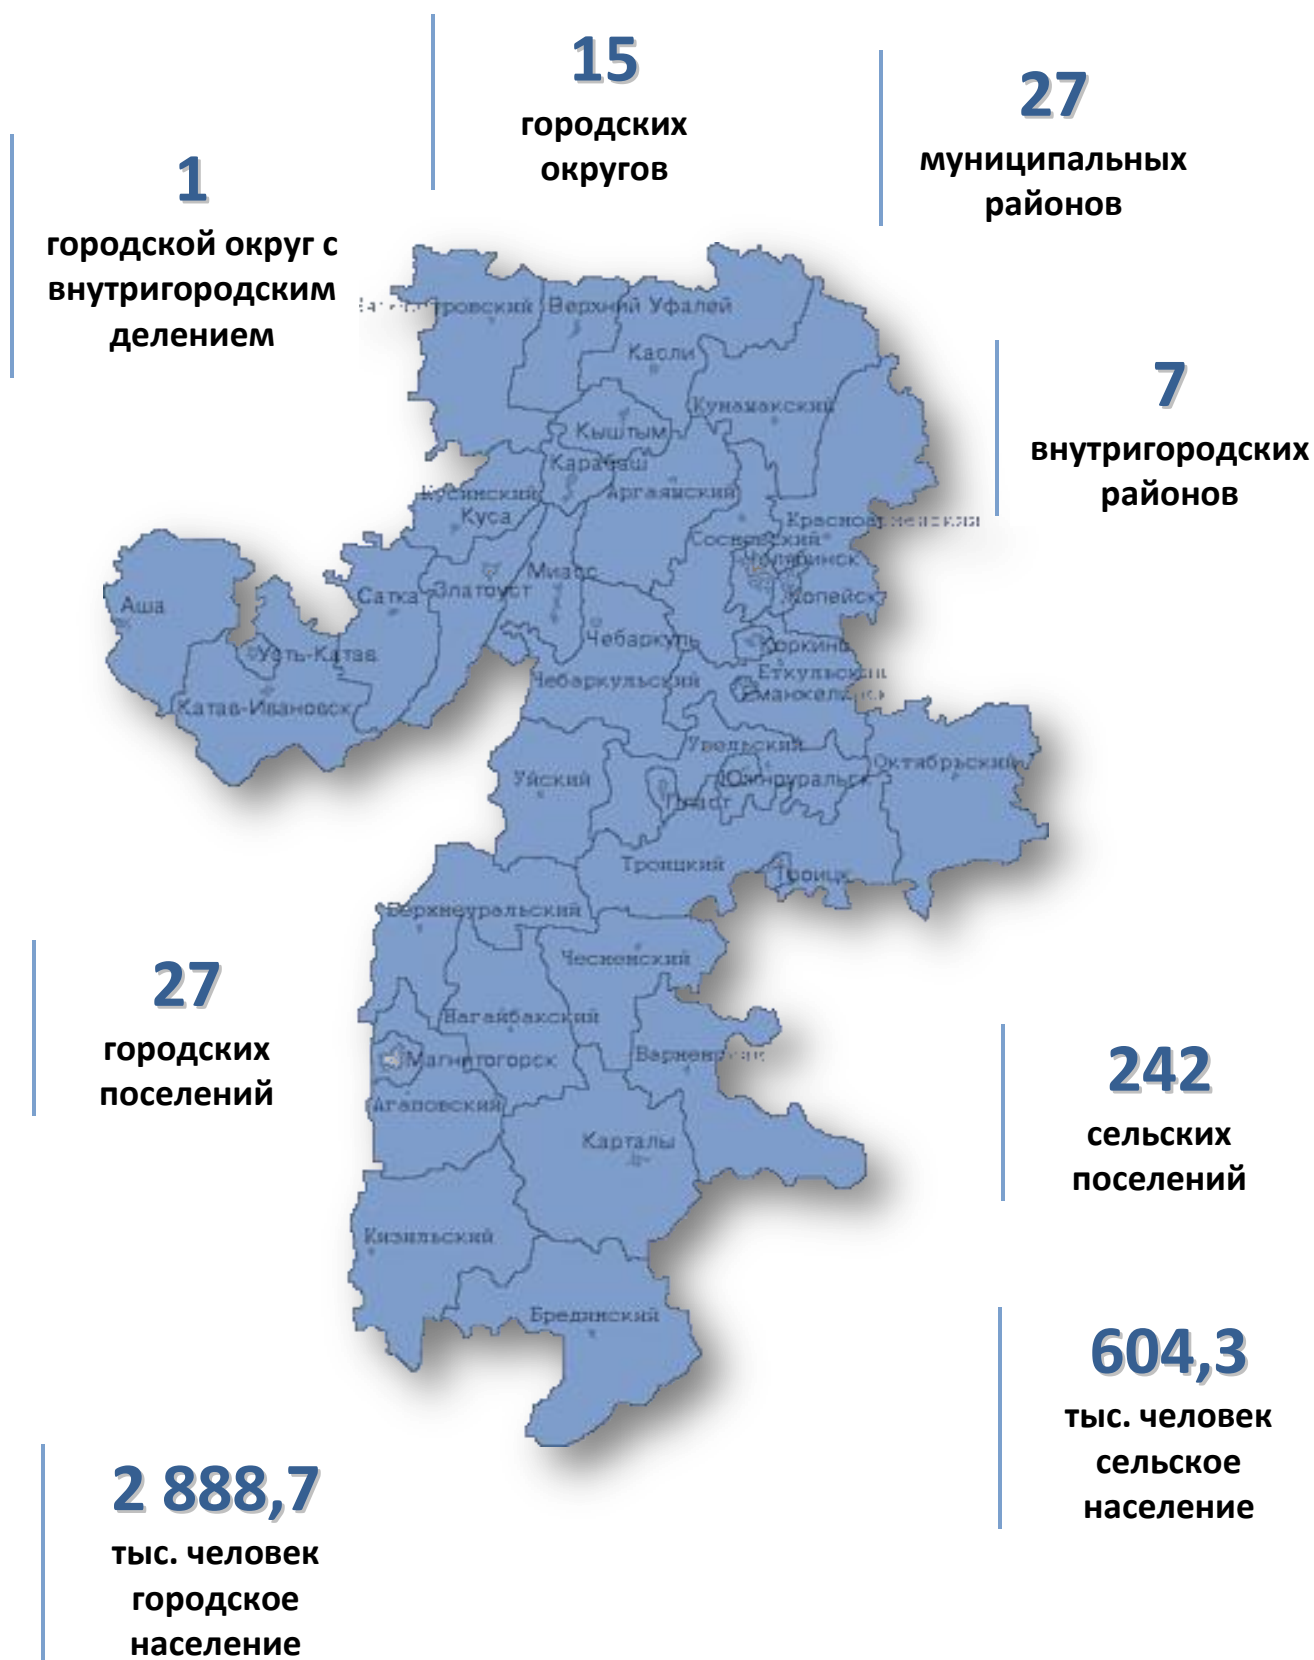 15
городских
округов
27
муниципальных
районов
1
городской округ с
внутригородским
делением
7
внутригородских
районов
Верхний Уфалей
Касли
Кунашакский
Кыштым
Карабаш
Аргаяшский
Кусинский
Куса
Сосновский
Челябинск
Миасс
Златоуст
Сатка
Аша
Копейск
Чебаркуль
Коркино
Усть-Катав
Чебаркульский
Катав-Ивановск
Увельский
Октябрьский
Уйский
Южноуральск
Пласт
Троицкий
Троицк
Верхнеуральский
Чесменский
27
городских
поселений
Нагайбакский
Магнитогорск
Агаповский
Карталы
242
сельских
поселений
Кизильский
Брединский
604,3
тыс. человек
сельское
население
2 888,7
тыс. человек
городское
население